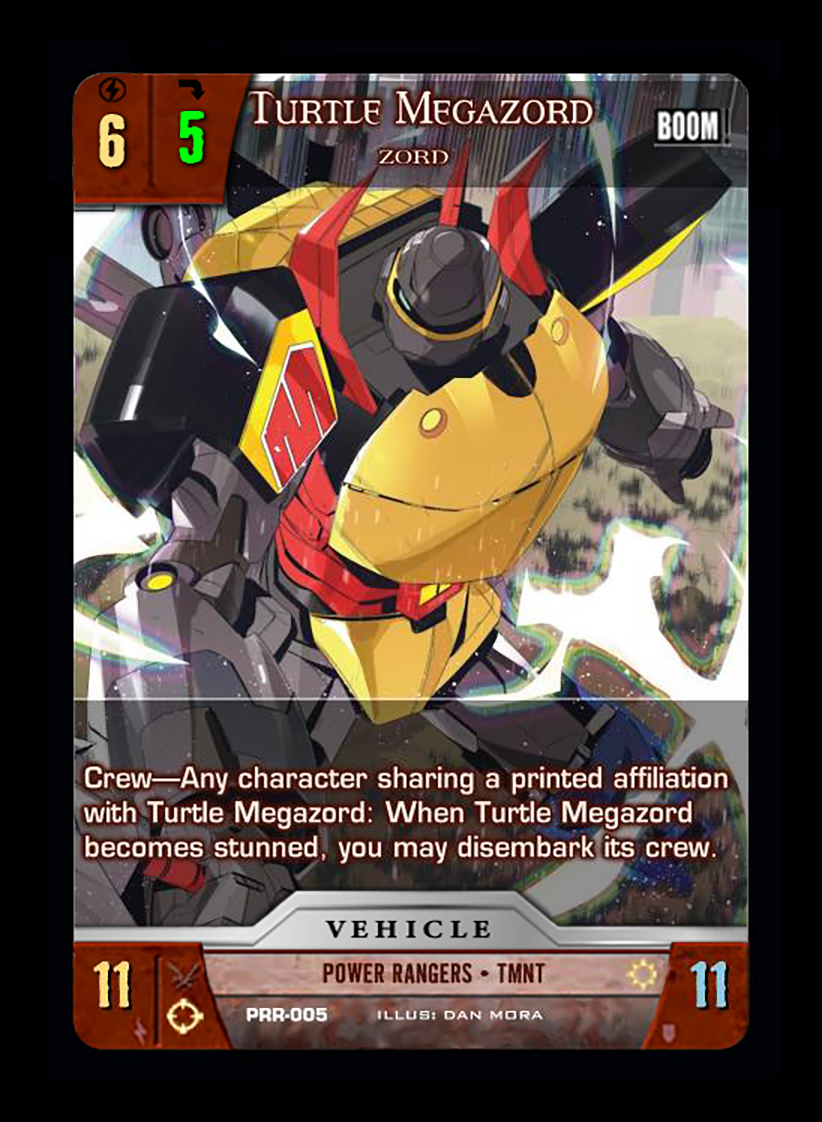 6
5
TURTLE MEGAZORD
ZORD
BOOM!
Crew—Any character sharing a printed affiliation
with Turtle Megazord: When Turtle Megazord
becomes stunned, you may disembark its crew.
VEHICLE
11
POWER RANGERS • TMNT
11
PRR-005
ILLUS: DAN MORA